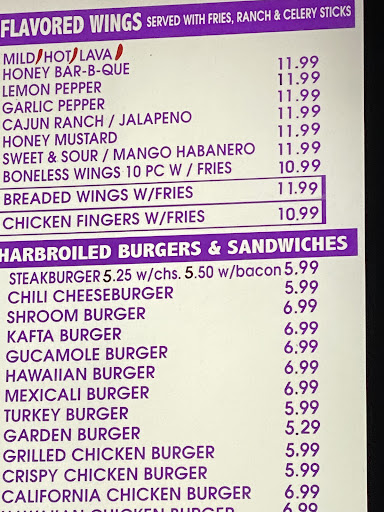 FLAVORED WINGS SERVED WITH FRIES, RANCH & CELERY STICKS
MILD HOT LAVA
HONEY BAR-B-QUE 11.99
LEMON PEPPER 11.99
GARLIC PEPPER 11.99
CAJUN RANCH / JALAPENO 11.99
HONEY MUSTARD 11.99
SWEET & SOUR / MANGO HABANERO 11.99
BONELESS WINGS 10 PC W / FRIES 10.99
BREADED WINGS W/FRIES 11.99
CHICKEN FINGERS W/FRIES 10.99
HARBROILED BURGERS & SANDWICHES
STEAKBURGER 5.25 w/chs. 5.50 w/bacon 5.99
CHILI CHEESEBURGER 5.99
SHROOM BURGER 6.99
KAFTA BURGER 6.99
GUCAMOLE BURGER 6.99
HAWAIIAN BURGER 6.99
MEXICALI BURGER 6.99
TURKEY BURGER 5.99
GARDEN BURGER 5.29
GRILLED CHICKEN BURGER 5.99
CRISPY CHICKEN BURGER 5.99
CALIFORNIA CHICKEN BURGER 6.99
CHICKEN BURGER